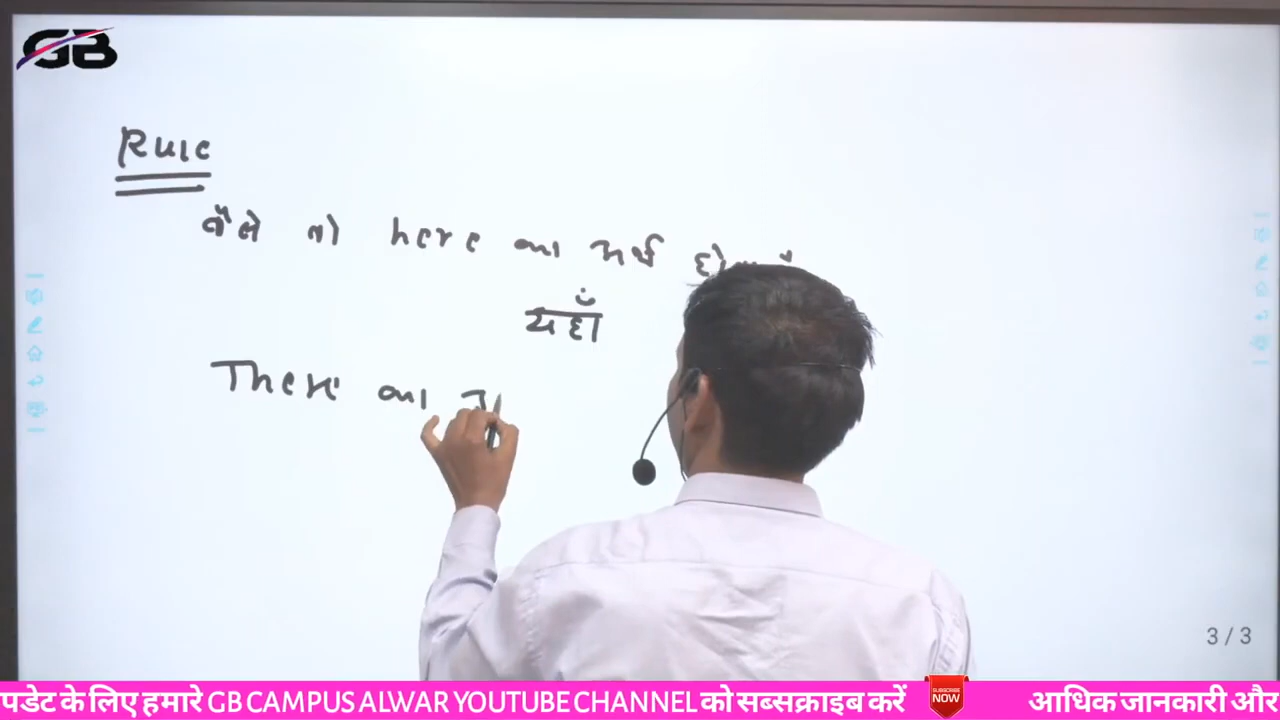 GB
Rule
वैसे तो here का अर्थ
यहाँ
There का
3 / 3
पडेट के लिए हमारे GB CAMPUS ALWAR YOUTUBE CHANNEL को सब्सक्राइब करें SUBSCRIBE NOW आधिक जानकारी और